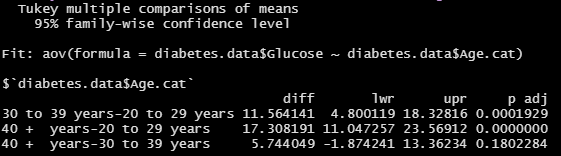 Tukey multiple comparisons of means
95% family-wise confidence level
Fit: aov(formula = diabetes.data$Glucose ~ diabetes.data$Age.cat)
$`diabetes.data$Age.cat`
diff lwr upr p adj
30 to 39 years-20 to 29 years 11.564141 4.800119 18.32816 0.0001929
40 + years-20 to 29 years 17.308191 11.047257 23.56912 0.0000000
40 + years-30 to 39 years 5.744049 -1.874241 13.36234 0.1802284